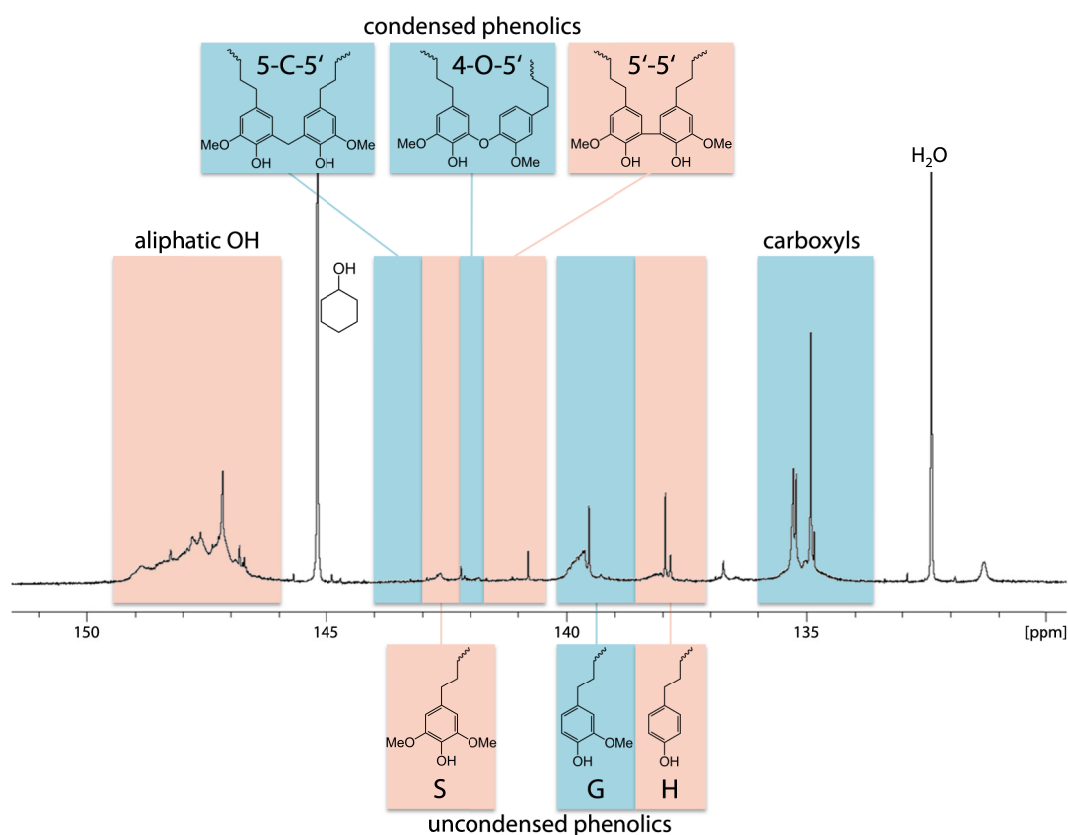 condensed phenolics
5-C-5‘
4-O-5‘
5‘-5‘
MeO
OMe
OH
OH
MeO
OH
OMe
MeO
OMe
OH
OH
H₂O
aliphatic OH
carboxyls
OH
150
145
140
135
[ppm]
MeO
OMe
OH
OMe
OH
OH
S
G
H
uncondensed phenolics